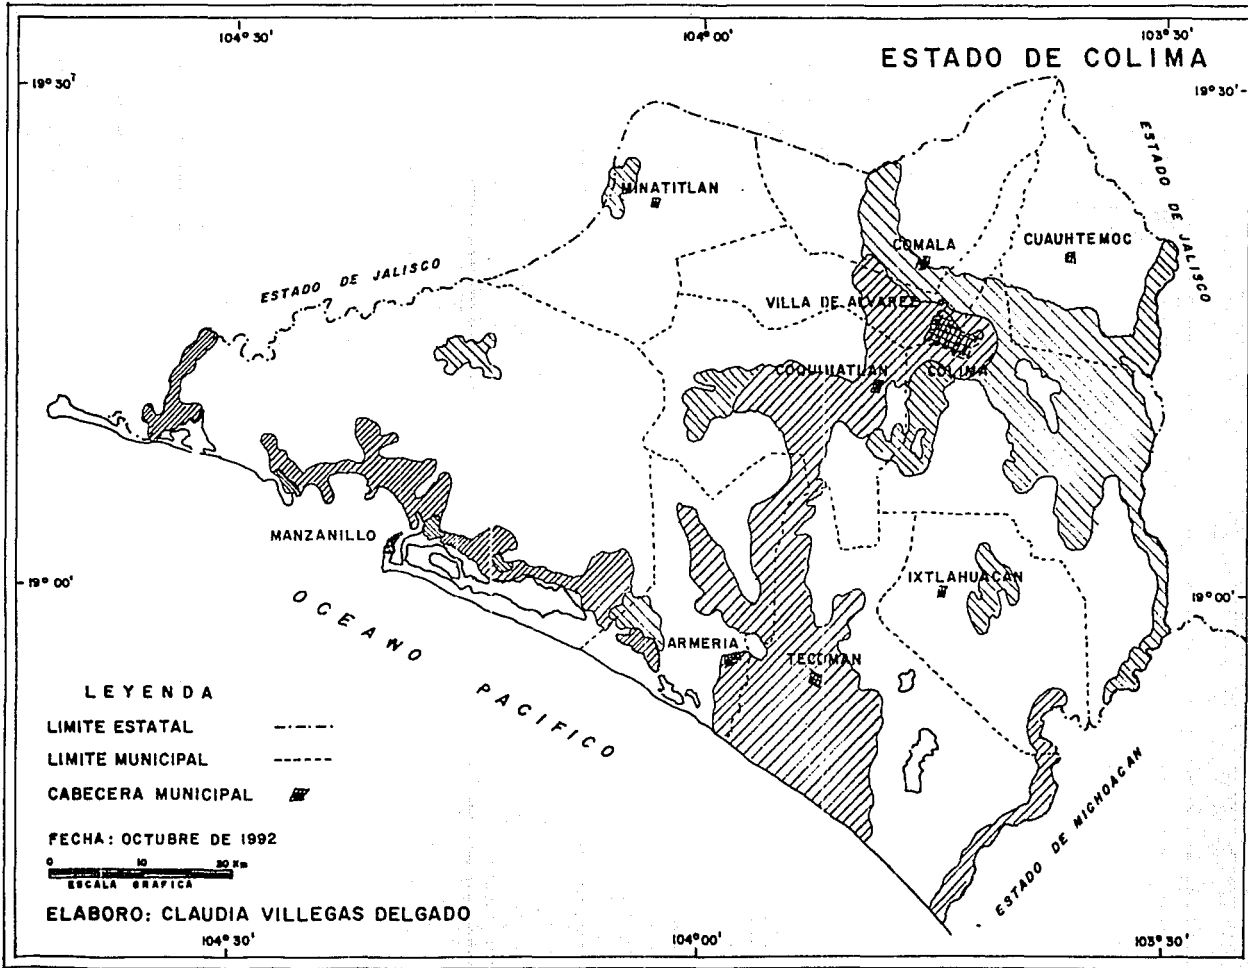 104° 30'
104° 00'
103° 30'
ESTADO DE COLIMA
19° 30'
19° 30'
ESTADO DE JALISCO
MINATITLAN
COMALA
CUAUHTEMOC
ESTADO DE JALISCO
VILLA DE ALVAREZ
COQUIMATLAN
COLIMA
MANZANILLO
19° 00'
IXTLAHUACAN
19° 00'
OCEANO PACIFICO
ARMERIA
TECOMAN
LEYENDA
LIMITE ESTATAL
LIMITE MUNICIPAL
CABECERA MUNICIPAL
ESTADO DE MICHOACAN
FECHA: OCTUBRE DE 1992
0 10 20 Km
ESCALA GRAFICA
ELABORO: CLAUDIA VILLEGAS DELGADO
104° 30'
104° 00'
103° 30'